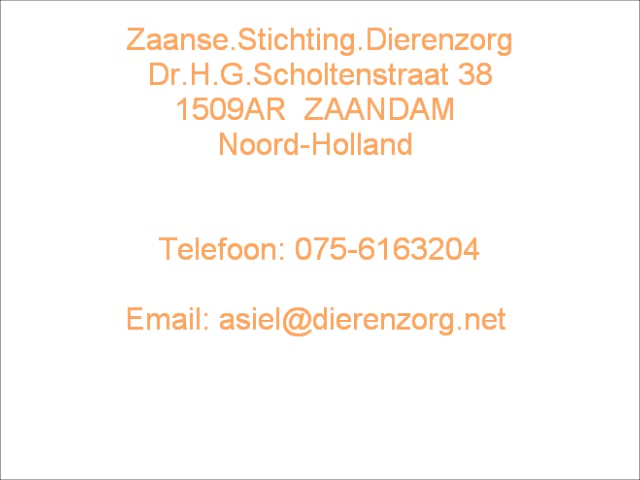 Zaanse.Stichting.Dierenzorg
Dr.H.G.Scholtenstraat 38
1509AR ZAANDAM
Noord-Holland
Telefoon: 075-6163204
Email: asiel@dierenzorg.net